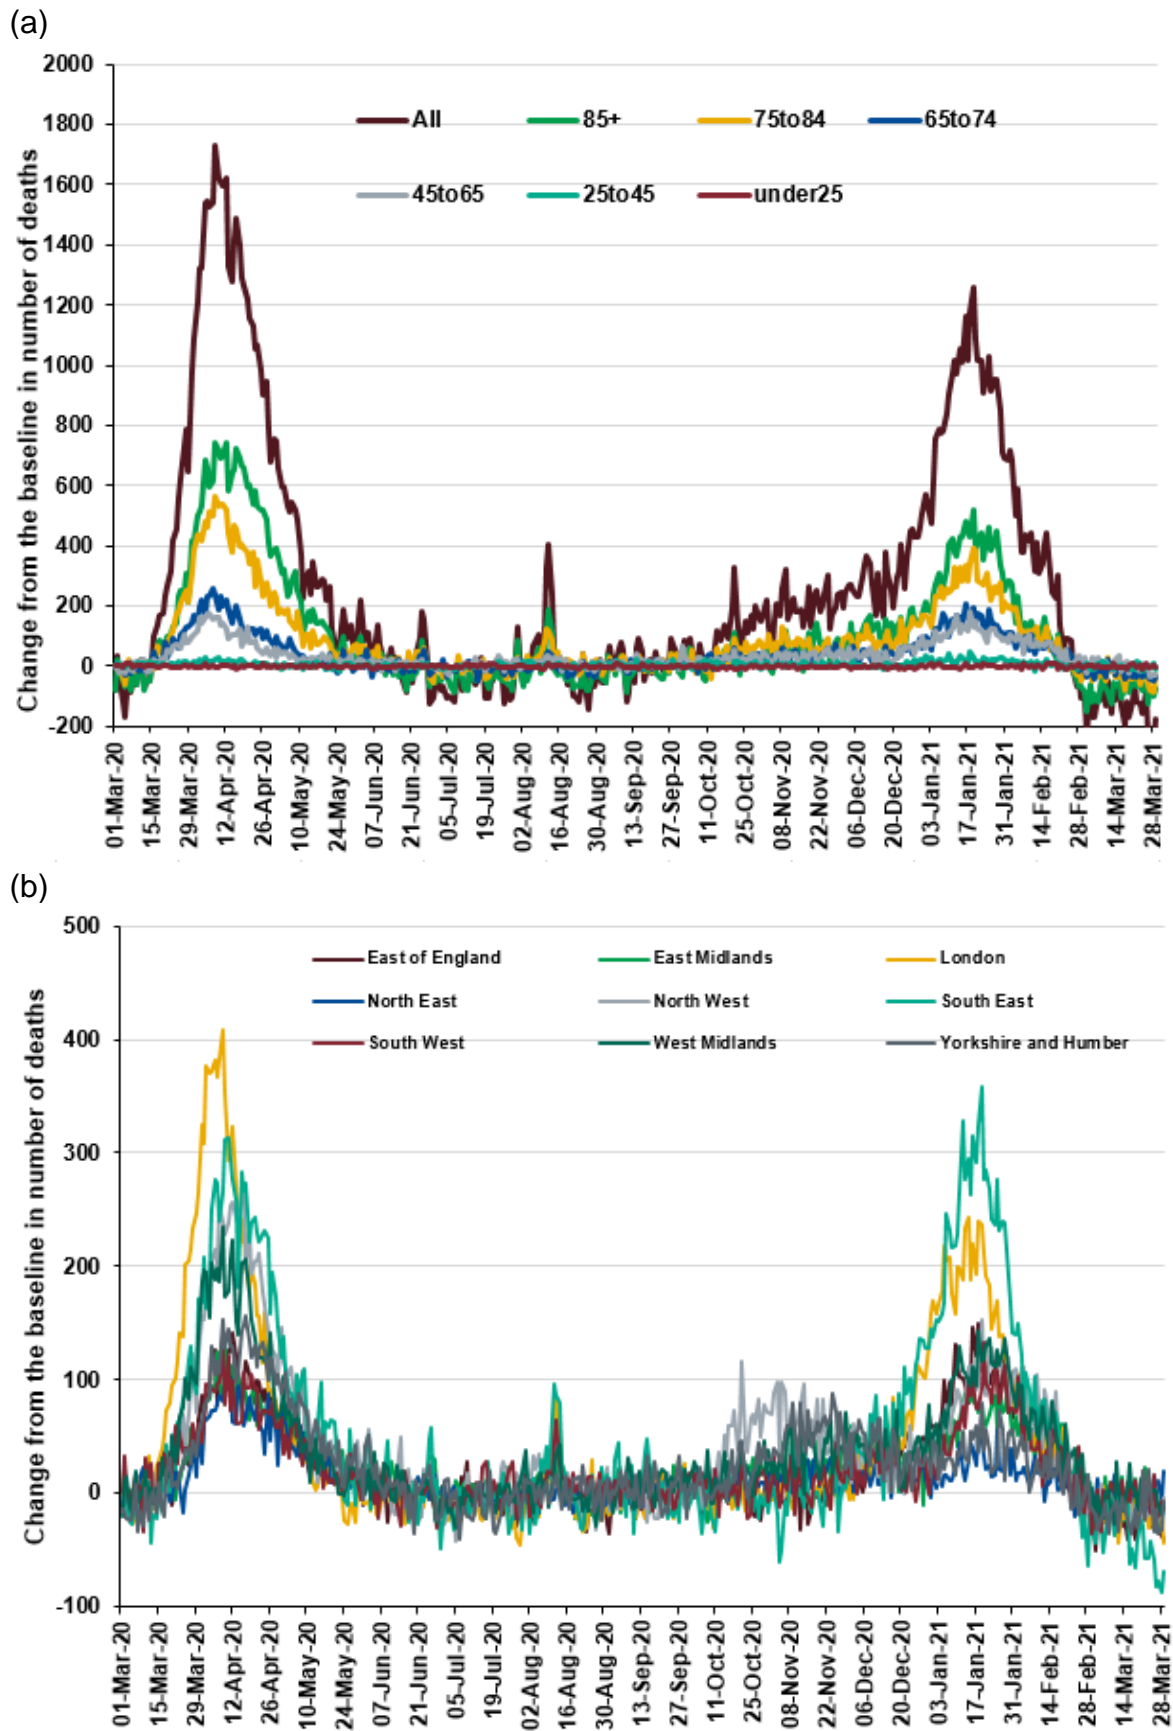 (a)
Change from the baseline in number of deaths
2000
1800
1600
1400
1200
1000
800
600
400
200
0
-200
All 85+ 75to84 65to74
45to65 25to45 under25
01-Mar-20 15-Mar-20 29-Mar-20 12-Apr-20 26-Apr-20 10-May-20 24-May-20 07-Jun-20 21-Jun-20 05-Jul-20 19-Jul-20 02-Aug-20 16-Aug-20 30-Aug-20 13-Sep-20 27-Sep-20 11-Oct-20 25-Oct-20 08-Nov-20 22-Nov-20 06-Dec-20 20-Dec-20 03-Jan-21 17-Jan-21 31-Jan-21 14-Feb-21 28-Feb-21 14-Mar-21 28-Mar-21
(b)
Change from the baseline in number of deaths
500
400
300
200
100
0
-100
East of England East Midlands London
North East North West South East
South West West Midlands Yorkshire and Humber
01-Mar-20 15-Mar-20 29-Mar-20 12-Apr-20 26-Apr-20 10-May-20 24-May-20 07-Jun-20 21-Jun-20 05-Jul-20 19-Jul-20 02-Aug-20 16-Aug-20 30-Aug-20 13-Sep-20 27-Sep-20 11-Oct-20 25-Oct-20 08-Nov-20 22-Nov-20 06-Dec-20 20-Dec-20 03-Jan-21 17-Jan-21 31-Jan-21 14-Feb-21 28-Feb-21 14-Mar-21 28-Mar-21